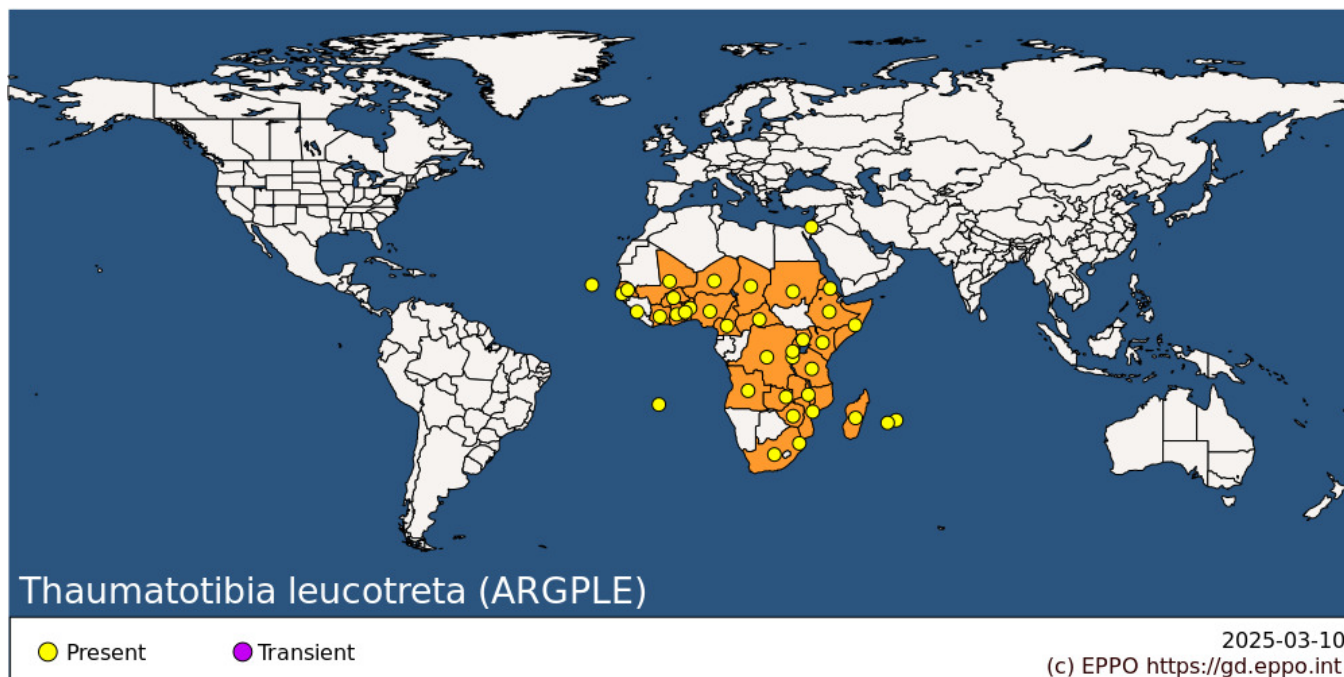 Thaumatotibia leucotreta (ARGPLE)
Present
Transient
2025-03-10
(c) EPPO https://gd.eppo.int